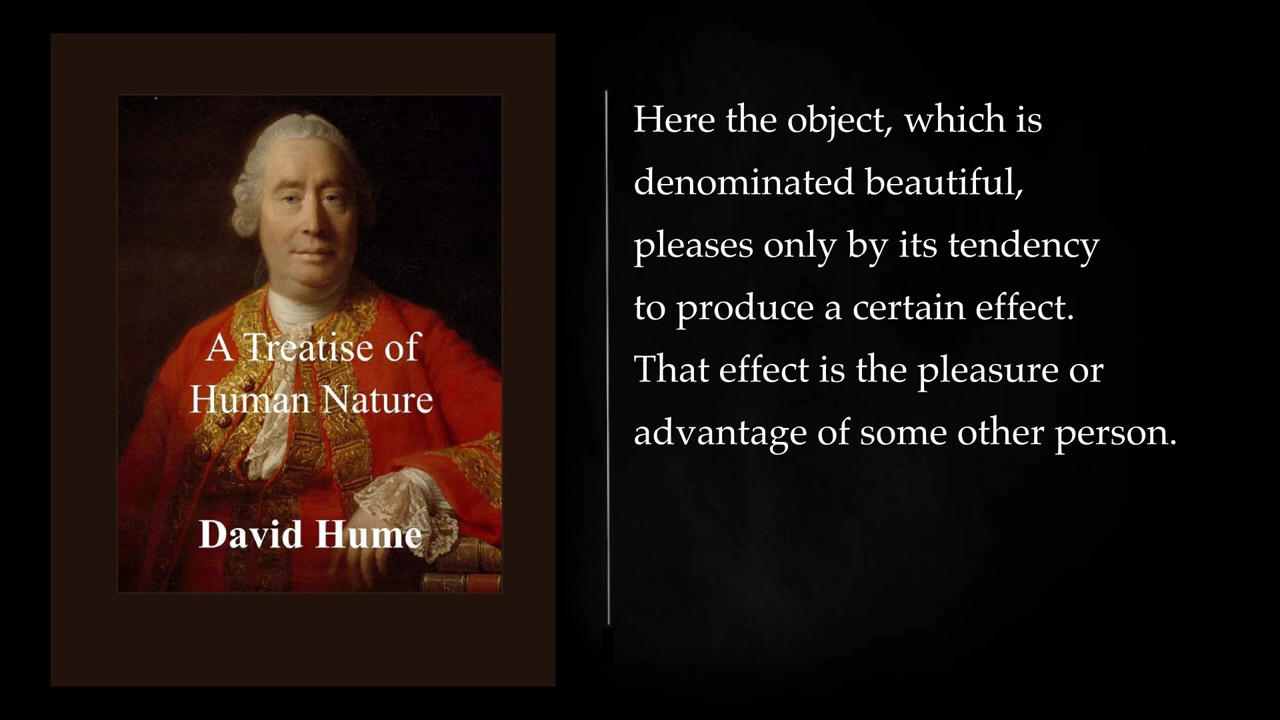 A Treatise of
Human Nature
David Hume
Here the object, which is
denominated beautiful,
pleases only by its tendency
to produce a certain effect.
That effect is the pleasure or
advantage of some other person.